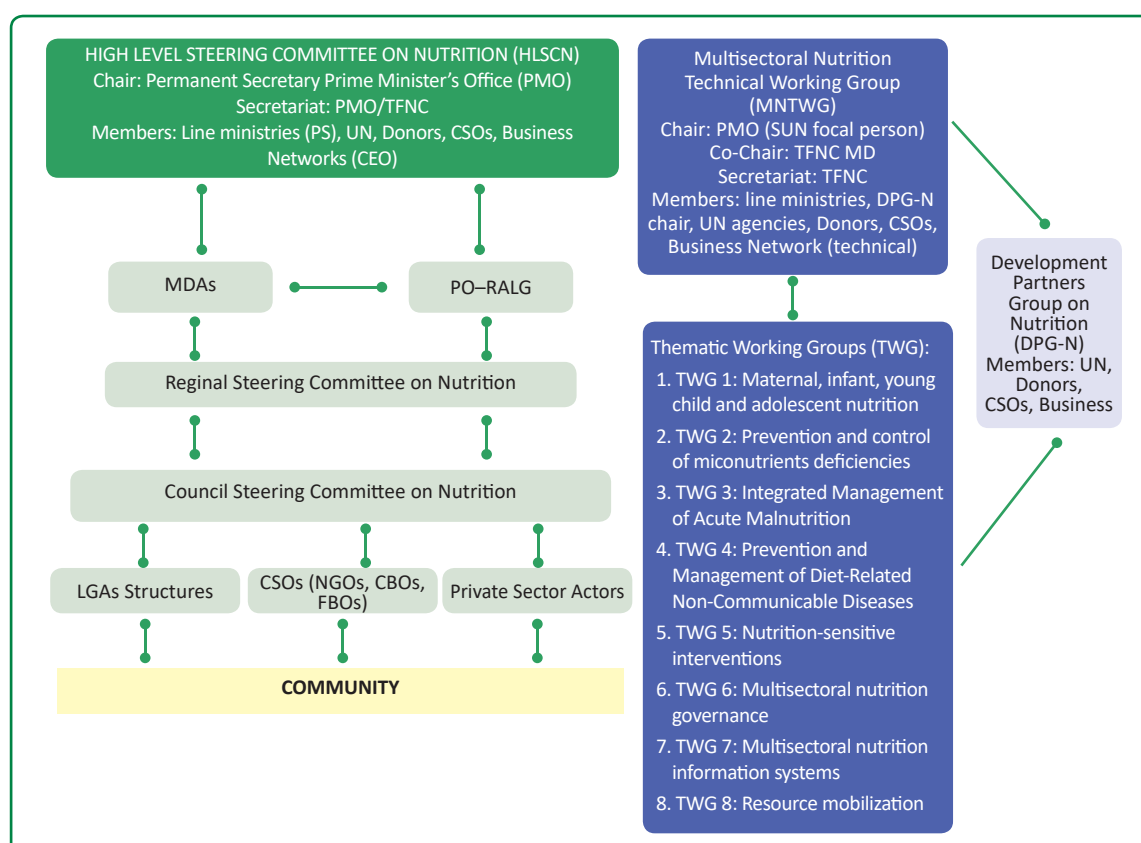 HIGH LEVEL STEERING COMMITTEE ON NUTRITION (HLSCN)
Chair: Permanent Secretary Prime Minister’s Office (PMO)
Secretariat: PMO/TFNC
Members: Line ministries (PS), UN, Donors, CSOs, Business
Networks (CEO)
MDAs
PO–RALG
Reginal Steering Committee on Nutrition
Council Steering Committee on Nutrition
LGAs Structures
CSOs (NGOs, CBOs,
FBOs)
Private Sector Actors
COMMUNITY
Multisectoral Nutrition
Technical Working Group
(MNTWG)
Chair: PMO (SUN focal person)
Co-Chair: TFNC MD
Secretariat: TFNC
Members: line ministries, DPG-N
chair, UN agencies, Donors, CSOs,
Business Network (technical)
Thematic Working Groups (TWG):
1. TWG 1: Maternal, infant, young
child and adolescent nutrition
2. TWG 2: Prevention and control
of miconutrients deficiencies
3. TWG 3: Integrated Management
of Acute Malnutrition
4. TWG 4: Prevention and
Management of Diet-Related
Non-Communicable Diseases
5. TWG 5: Nutrition-sensitive
interventions
6. TWG 6: Multisectoral nutrition
governance
7. TWG 7: Multisectoral nutrition
information systems
8. TWG 8: Resource mobilization
Development
Partners
Group on
Nutrition
(DPG-N)
Members: UN,
Donors,
CSOs, Business